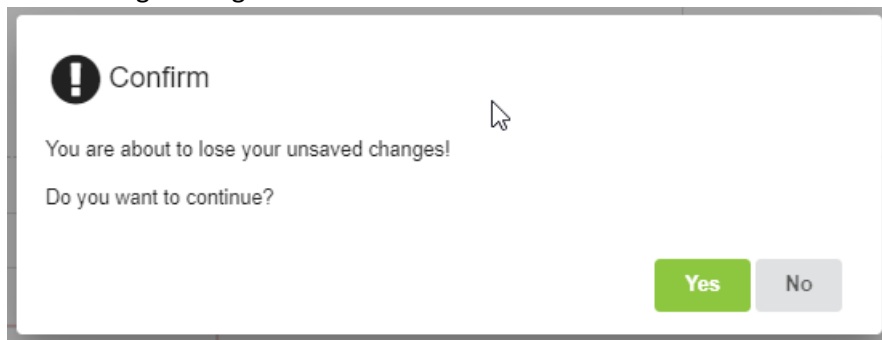 Confirm
You are about to lose your unsaved changes!
Do you want to continue?
Yes No